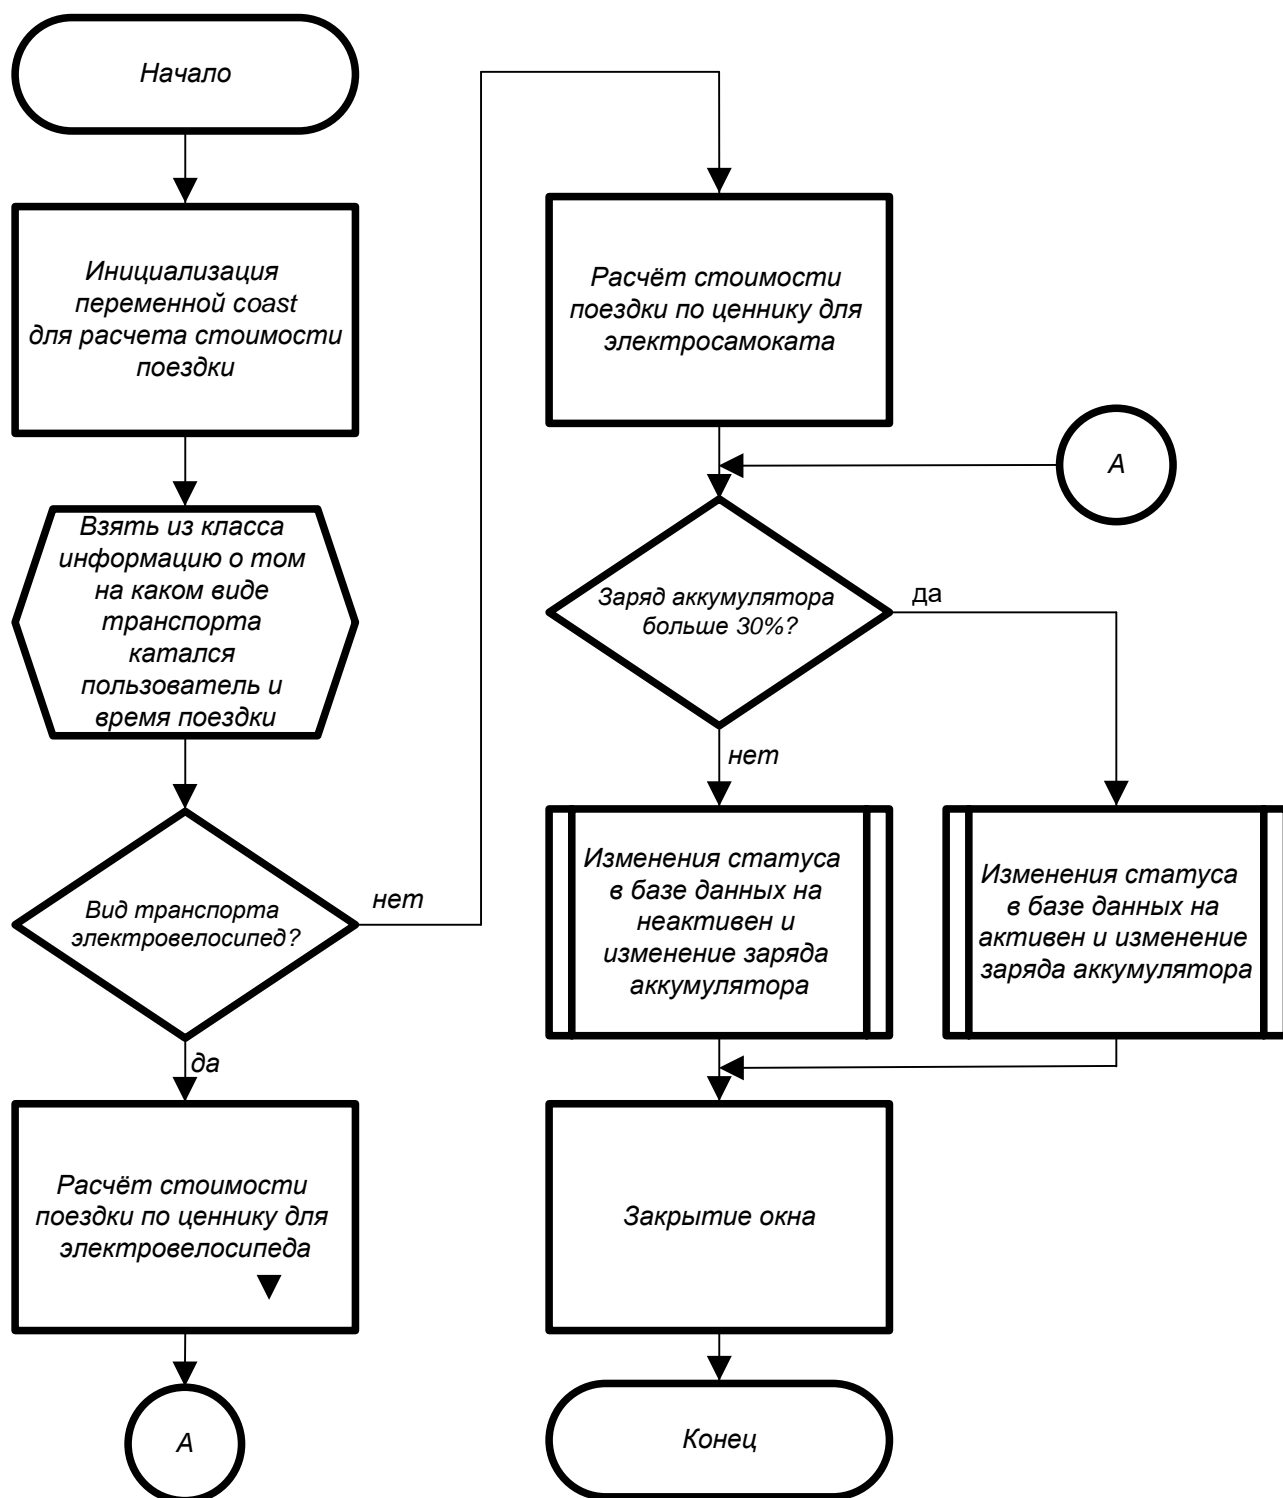 Начало
Инициализация
переменной coast
для расчета стоимости
поездки
Взять из класса
информацию о том
на каком виде
транспорта
катался
пользователь и
время поездки
Вид транспорта
электровелосипед?
нет
да
Расчёт стоимости
поездки по ценнику для
электровелосипеда
А
Расчёт стоимости
поездки по ценнику для
электросамоката
А
Заряд аккумулятора
больше 30%?
да
нет
Изменения статуса
в базе данных на
неактивен и
изменение заряда
аккумулятора
Изменения статуса
в базе данных на
активен и изменение
заряда аккумулятора
Закрытие окна
Конец